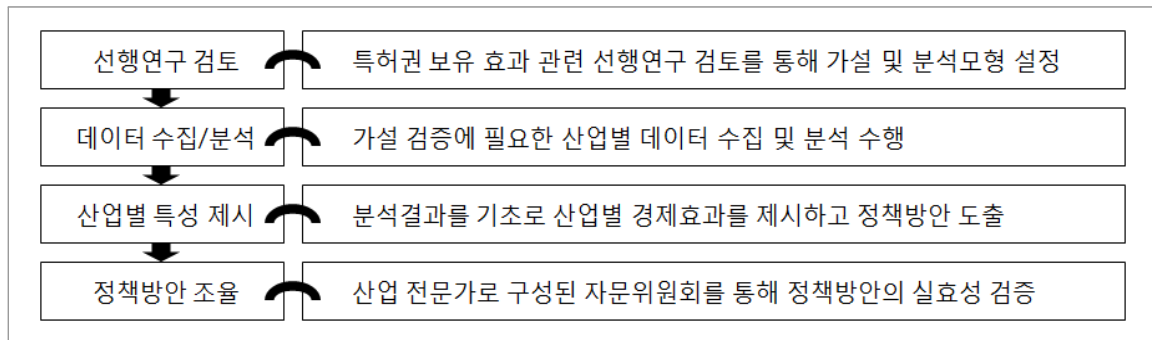 선행연구 검토
특허권 보유 효과 관련 선행연구 검토를 통해 가설 및 분석모형 설정
데이터 수집/분석
가설 검증에 필요한 산업별 데이터 수집 및 분석 수행
산업별 특성 제시
분석결과를 기초로 산업별 경제효과를 제시하고 정책방안 도출
정책방안 조율
산업 전문가로 구성된 자문위원회를 통해 정책방안의 실효성 검증